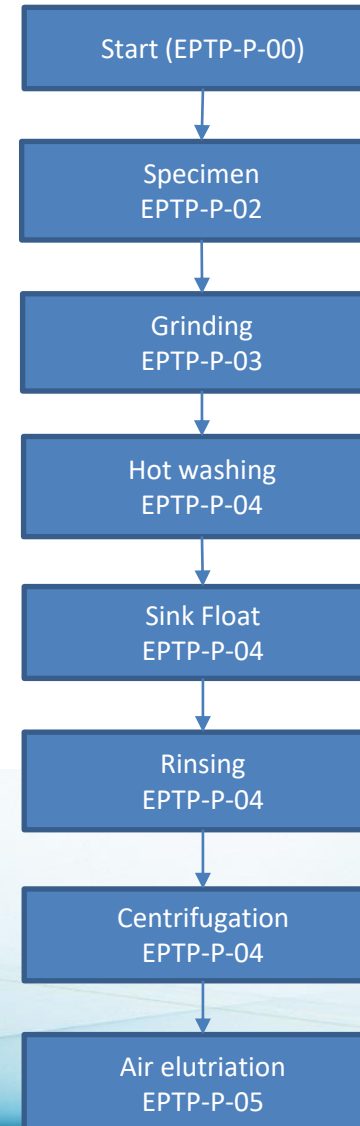 Start (EPTP-P-00)
Specimen
EPTP-P-02
Grinding
EPTP-P-03
Hot washing
EPTP-P-04
Sink Float
EPTP-P-04
Rinsing
EPTP-P-04
Centrifugation
EPTP-P-04
Air elutriation
EPTP-P-05